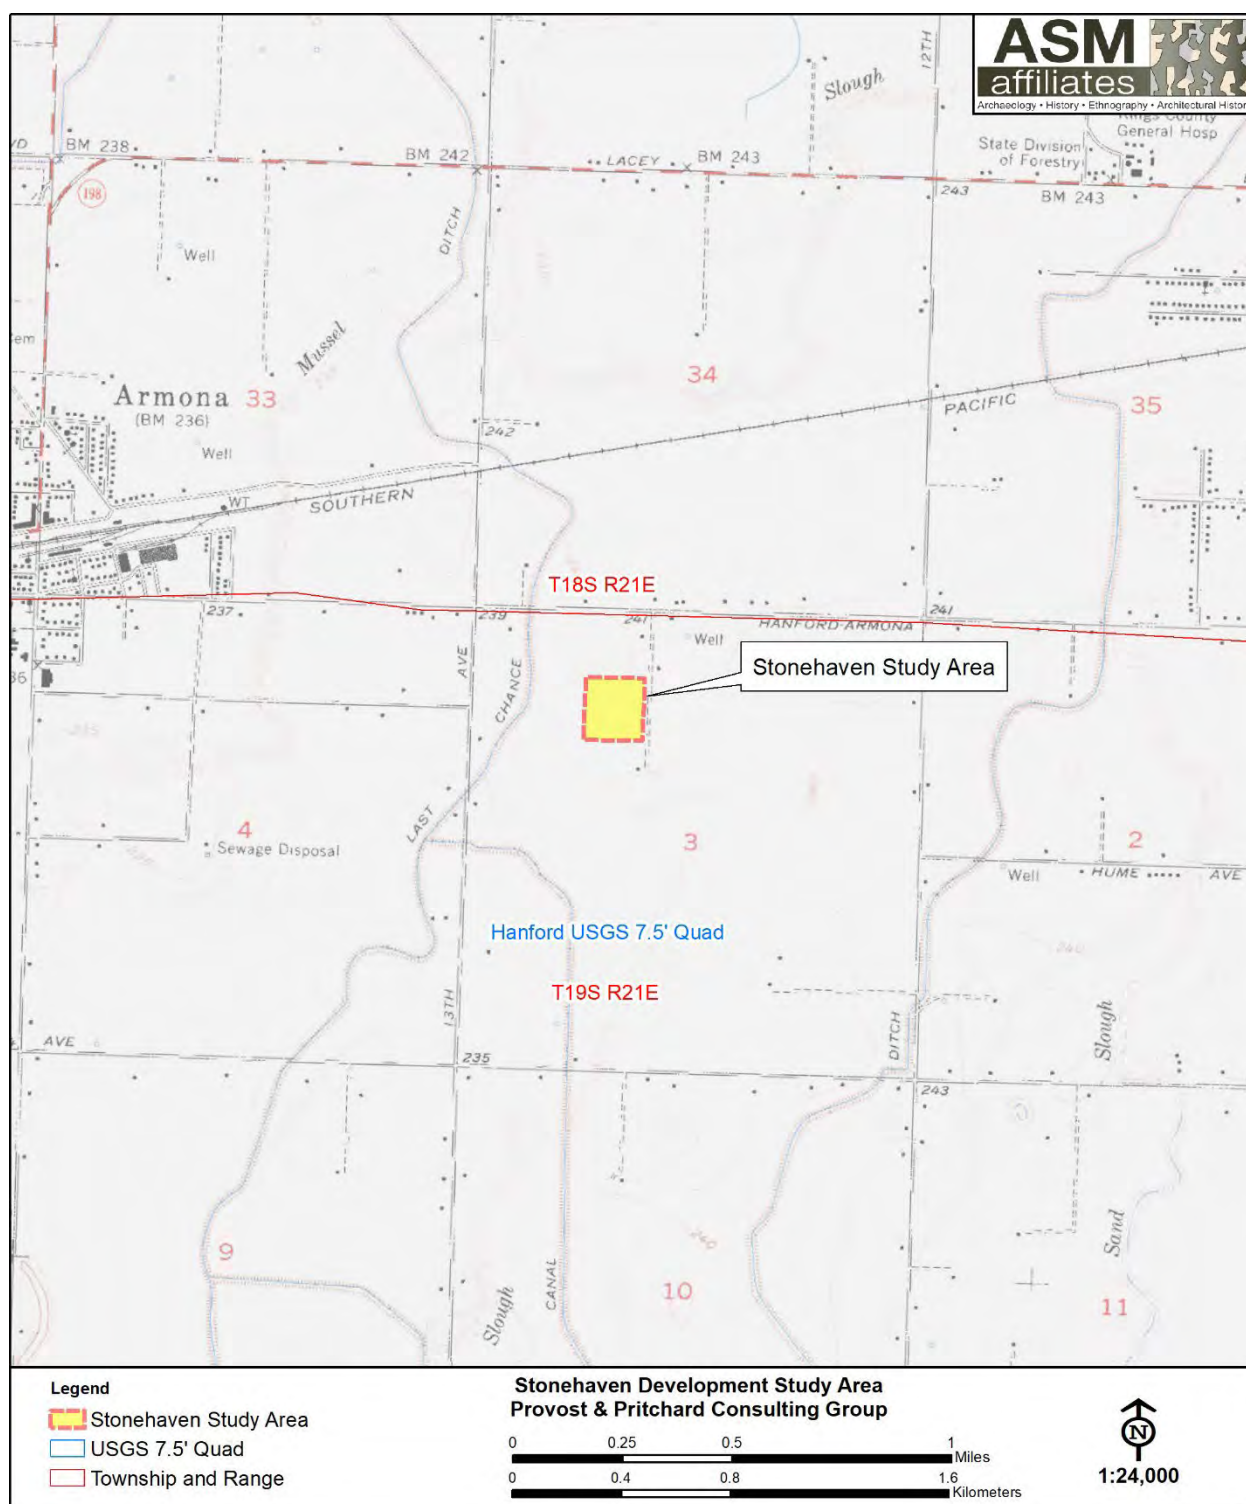 ASM
affiliates
Archaeology • History • Ethnography • Architectural Histor
12TH
Slough
Kings County
General Hosp
State Division
of Forestry
BM 238
BM 242
LACEY
BM 243
243
BM 243
198
DITCH
Well
Mussel
Armona 33
(BM 236)
34
35
PACIFIC
242
Well
WT
SOUTHERN
T18S R21E
237
239
241
241
HANFORD-ARMONA
Well
Stonehaven Study Area
AVE
CHANCE
LAST
4
Sewage Disposal
3
2
Well
HUME AVE
Hanford USGS 7.5' Quad
240
T19S R21E
13TH
DITCH
Slough
AVE
235
243
Sand
240
9
10
11
CANAL
Slough
Legend
Stonehaven Study Area
USGS 7.5' Quad
Township and Range
Stonehaven Development Study Area
Provost & Pritchard Consulting Group
0 0.25 0.5 1
Miles
0 0.4 0.8 1.6
Kilometers
N
1:24,000